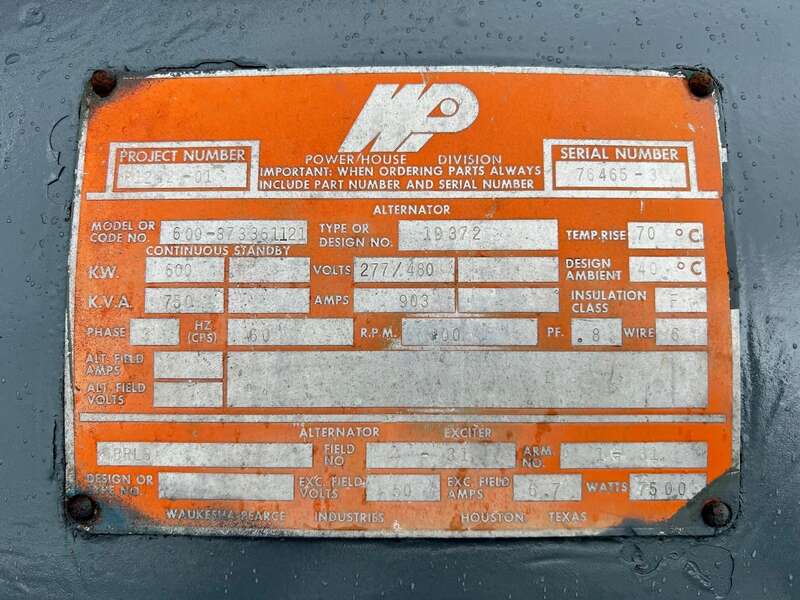 WP
PROJECT NUMBER
POWER HOUSE DIVISION
SERIAL NUMBER
76465-3
IMPORTANT: WHEN ORDERING PARTS ALWAYS
INCLUDE PART NUMBER AND SERIAL NUMBER
ALTERNATOR
MODEL OR CODE NO. 600-873361121 TYPE OR DESIGN NO. 19372 TEMP. RISE 70 °C
CONTINUOUS STANDBY
K.W. 600 VOLTS 277/480 DESIGN AMBIENT 40 °C
K.V.A. 750 AMPS 903 INSULATION CLASS F
PHASE 3 HZ (CPS) 60 R.P.M. PF. .8 WIRE 6
ALT. FIELD AMPS
ALT. FIELD VOLTS
ALTERNATOR EXCITER
FIELD NO. ARM. NO.
DESIGN OR EXC. FIELD VOLTS 50 EXC. FIELD AMPS 6.7 WATTS 7500
WAUKESHA-PEARCE INDUSTRIES HOUSTON TEXAS